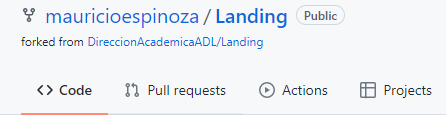 mauricioespinoza / Landing Public
forked from DireccionAcademicaADL/Landing
Code Pull requests Actions Projects